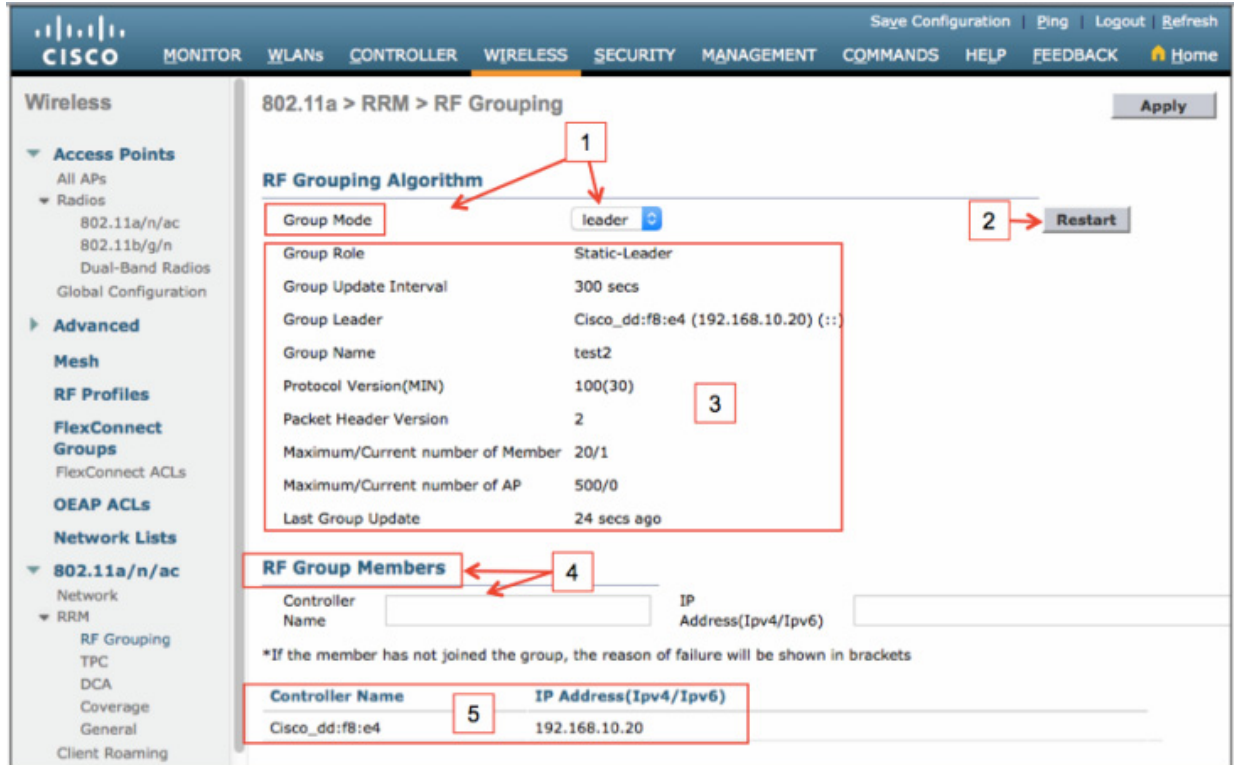 Save Configuration | Ping | Logout | Refresh
CISCO MONITOR WLANs CONTROLLER WIRELESS SECURITY MANAGEMENT COMMANDS HELP FEEDBACK Home
Wireless
Access Points
All APs
Radios
802.11a/n/ac
802.11b/g/n
Dual-Band Radios
Global Configuration
Advanced
Mesh
RF Profiles
FlexConnect
Groups
FlexConnect ACLs
OEAP ACLs
Network Lists
802.11a/n/ac
Network
RRM
RF Grouping
TPC
DCA
Coverage
General
Client Roaming
802.11a > RRM > RF Grouping
Apply
1
RF Grouping Algorithm
Group Mode leader
2
Restart
Group Role Static-Leader
Group Update Interval 300 secs
Group Leader Cisco_dd:f8:e4 (192.168.10.20) (::)
Group Name test2
Protocol Version(MIN) 100(30)
3
Packet Header Version 2
Maximum/Current number of Member 20/1
Maximum/Current number of AP 500/0
Last Group Update 24 secs ago
RF Group Members
4
Controller
Name
IP
Address(Ipv4/Ipv6)
*If the member has not joined the group, the reason of failure will be shown in brackets
Controller Name IP Address(Ipv4/Ipv6)
5
Cisco_dd:f8:e4 192.168.10.20